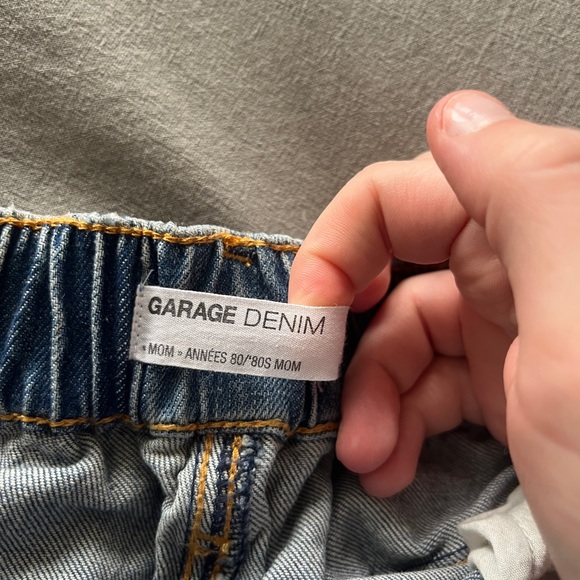 GARAGE DENIM
« MOM » ANNÉES 80/'80S MOM